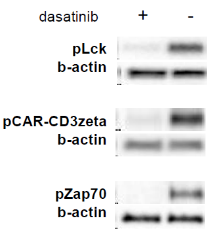 dasatinib + -
pLck
b-actin
pCAR-CD3zeta
b-actin
pZap70
b-actin